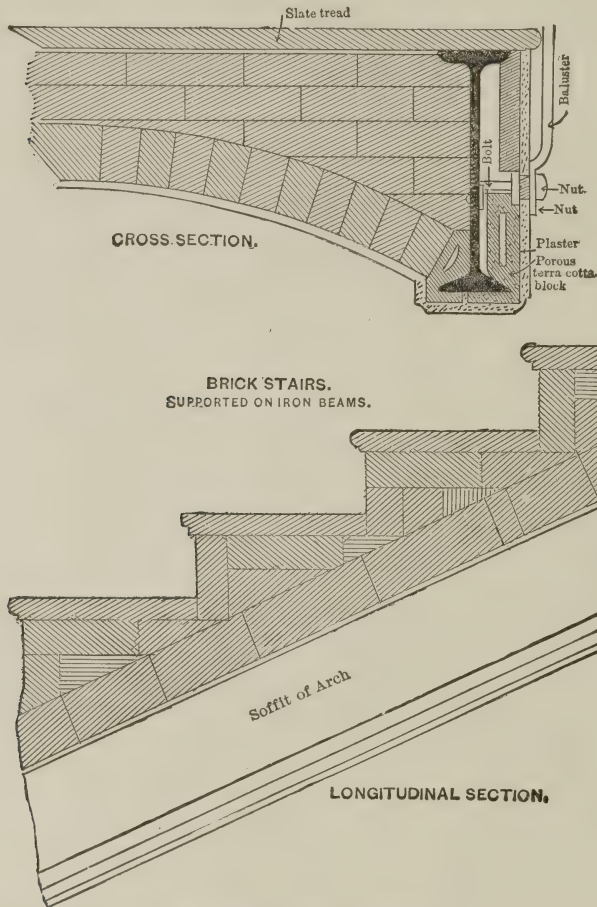 Slate tread
Baluster
Bolt
Nut.
Nut
CROSS SECTION.
Plaster
Porous
terra cotta
block
BRICK STAIRS.
SUPPORTED ON IRON BEAMS.
Soffit of Arch
LONGITUDINAL SECTION.